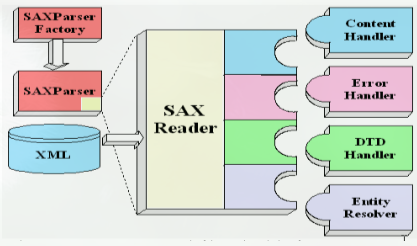 SAXParser
Factory
SAXParser
XML
SAX
Reader
Content
Handler
Error
Handler
DTD
Handler
Entity
Resolver